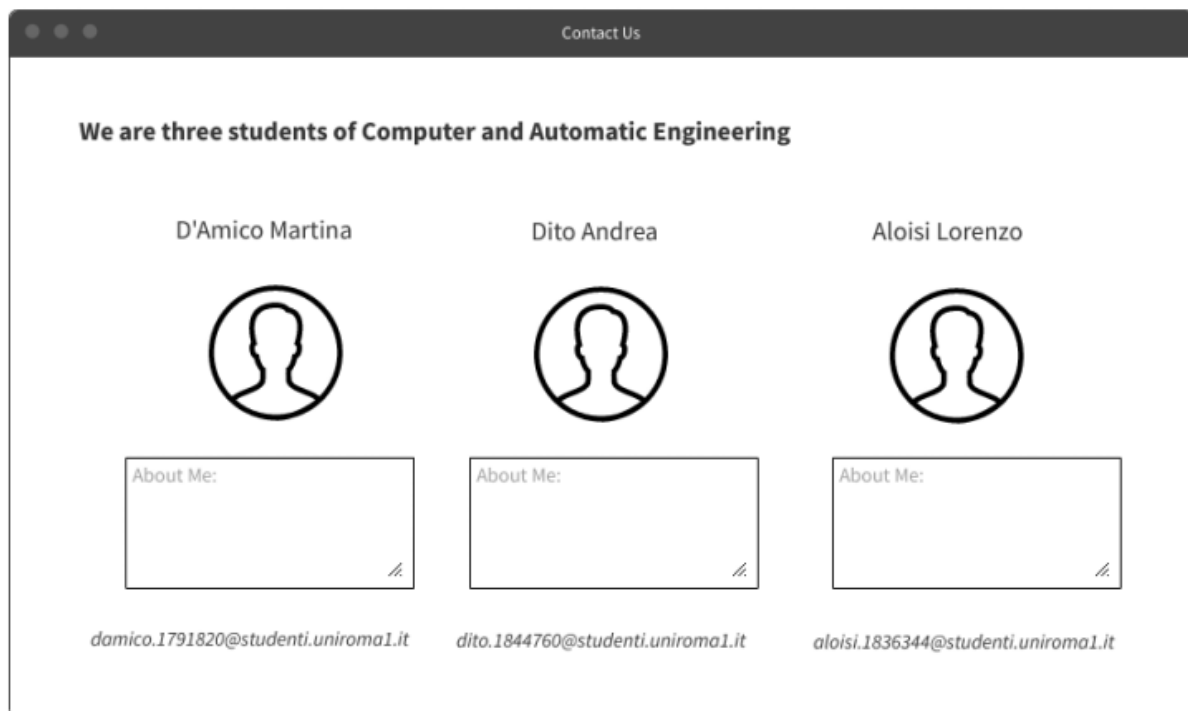 Contact Us
We are three students of Computer and Automatic Engineering
D'Amico Martina
Dito Andrea
Aloisi Lorenzo
About Me:
About Me:
About Me:
damico.1791820@studenti.uniroma1.it
dito.1844760@studenti.uniroma1.it
aloisi.1836344@studenti.uniroma1.it